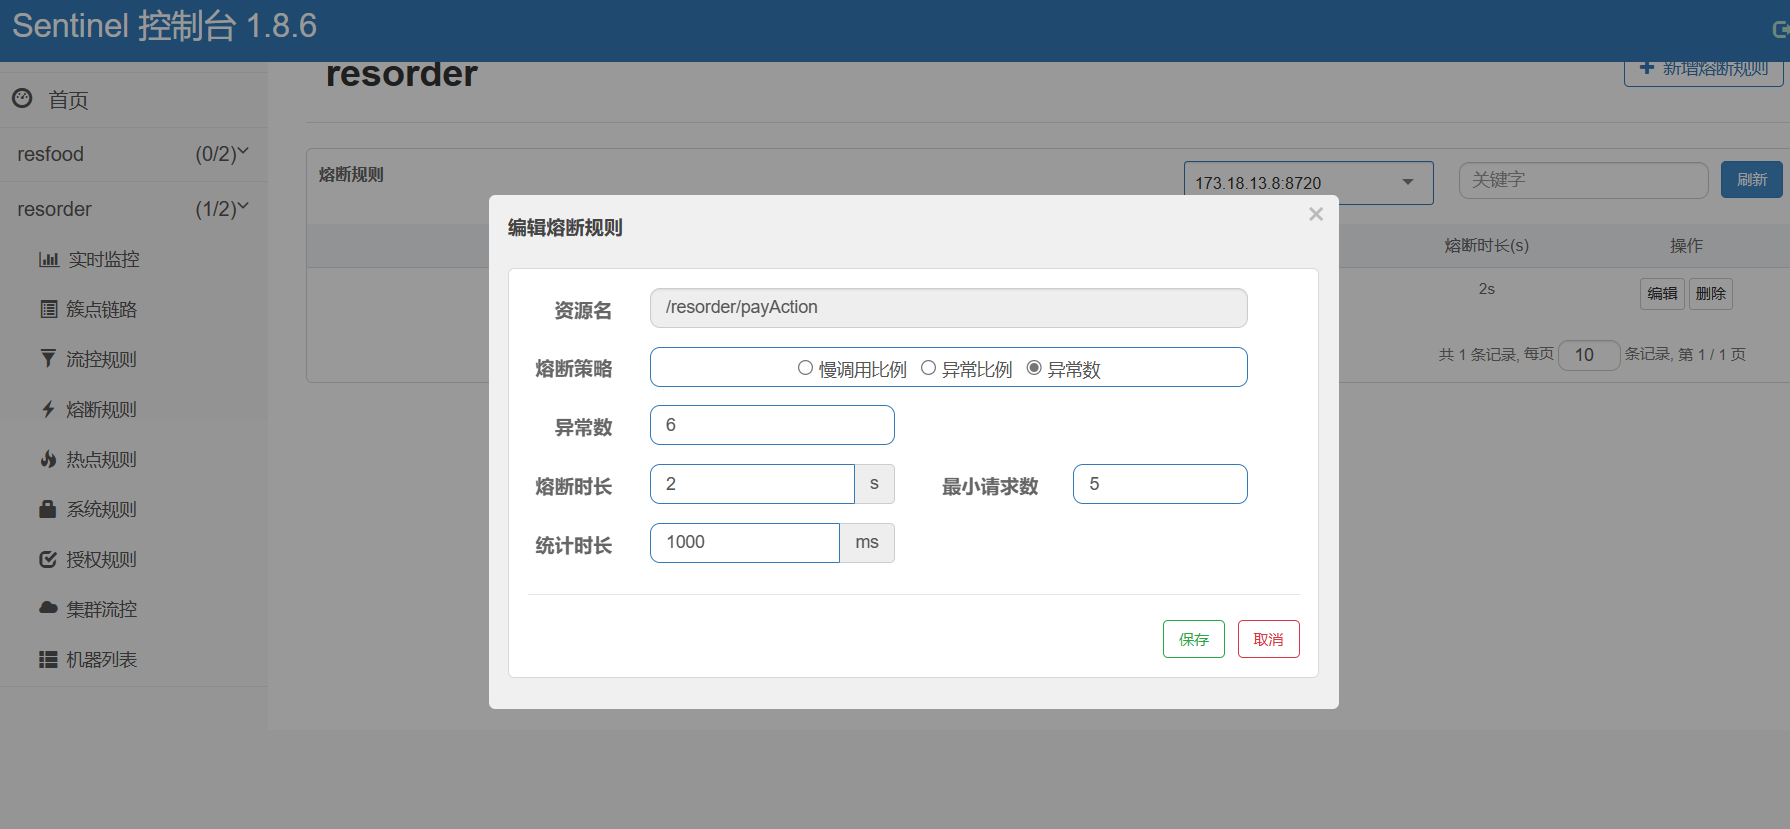 Sentinel 控制台 1.8.6
首页
resfood (0/2)
resorder (1/2)
实时监控
簇点链路
流控规则
熔断规则
热点规则
系统规则
授权规则
集群流控
机器列表
resorder
新增熔断规则
熔断规则
173.18.13.8:8720
关键字
刷新
熔断时长(s) 操作
2s 编辑 删除
共 1 条记录, 每页 10 条记录, 第 1 / 1 页
编辑熔断规则 ×
资源名 /resorder/payAction
熔断策略 慢调用比例 异常比例 异常数
异常数 6
熔断时长 2 s 最小请求数 5
统计时长 1000 ms
保存 取消